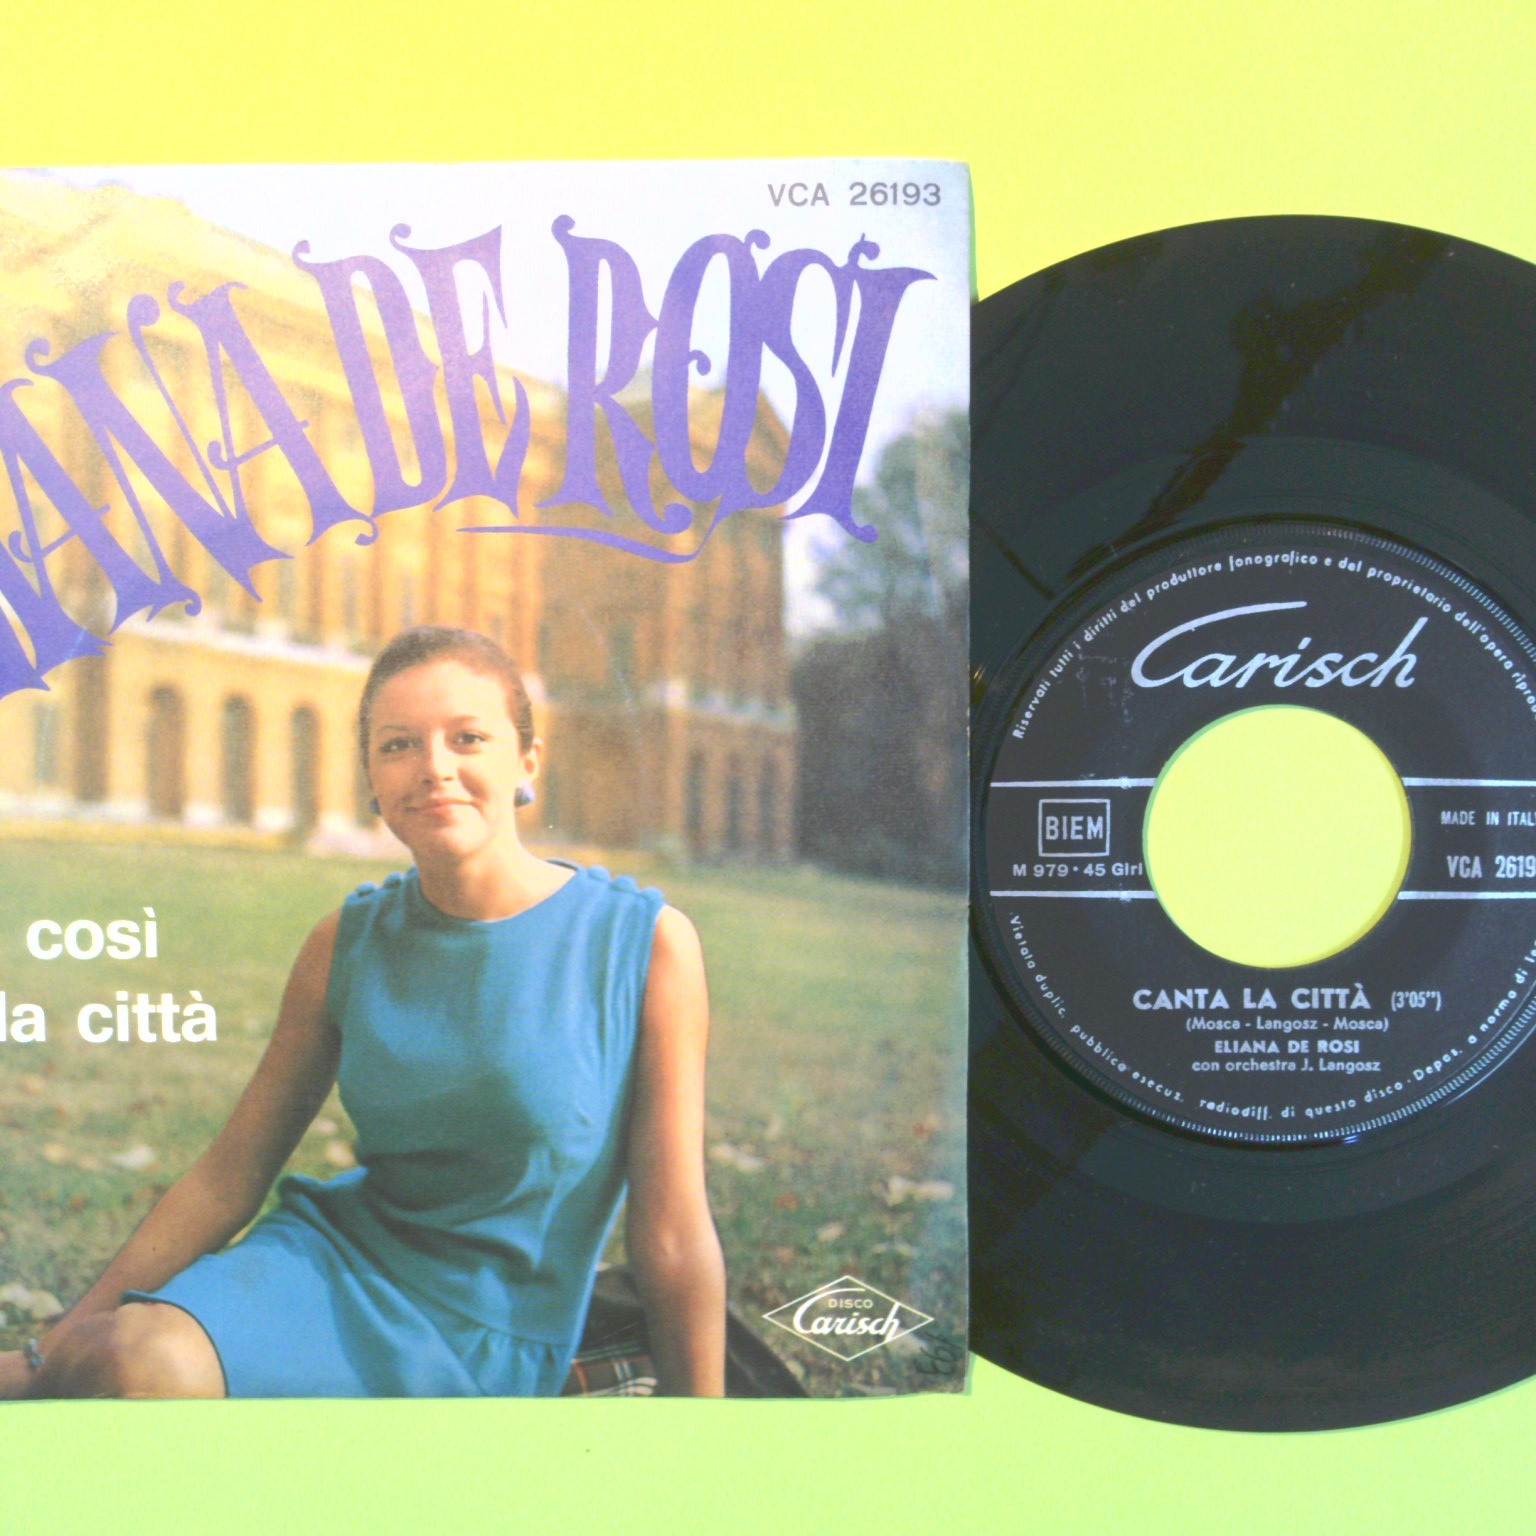 VCA 26193
ANA DE ROSI
così
la città
DISCO
Carisch
193
Riservati tutti i diritti del produttore fonografico e del proprietario dell'opera
Carisch
BIEM
M 979 • 45 Giri
MADE IN ITAL
VCA 2619
CANTA LA CITTÀ (3'05")
(Mosca - Langosz - Mosca)
ELIANA DE ROSI
con orchestra J. Langosz
Vietata duplic. pubblica esecuz. radiodiff. di questo disco - Depos. a norma di